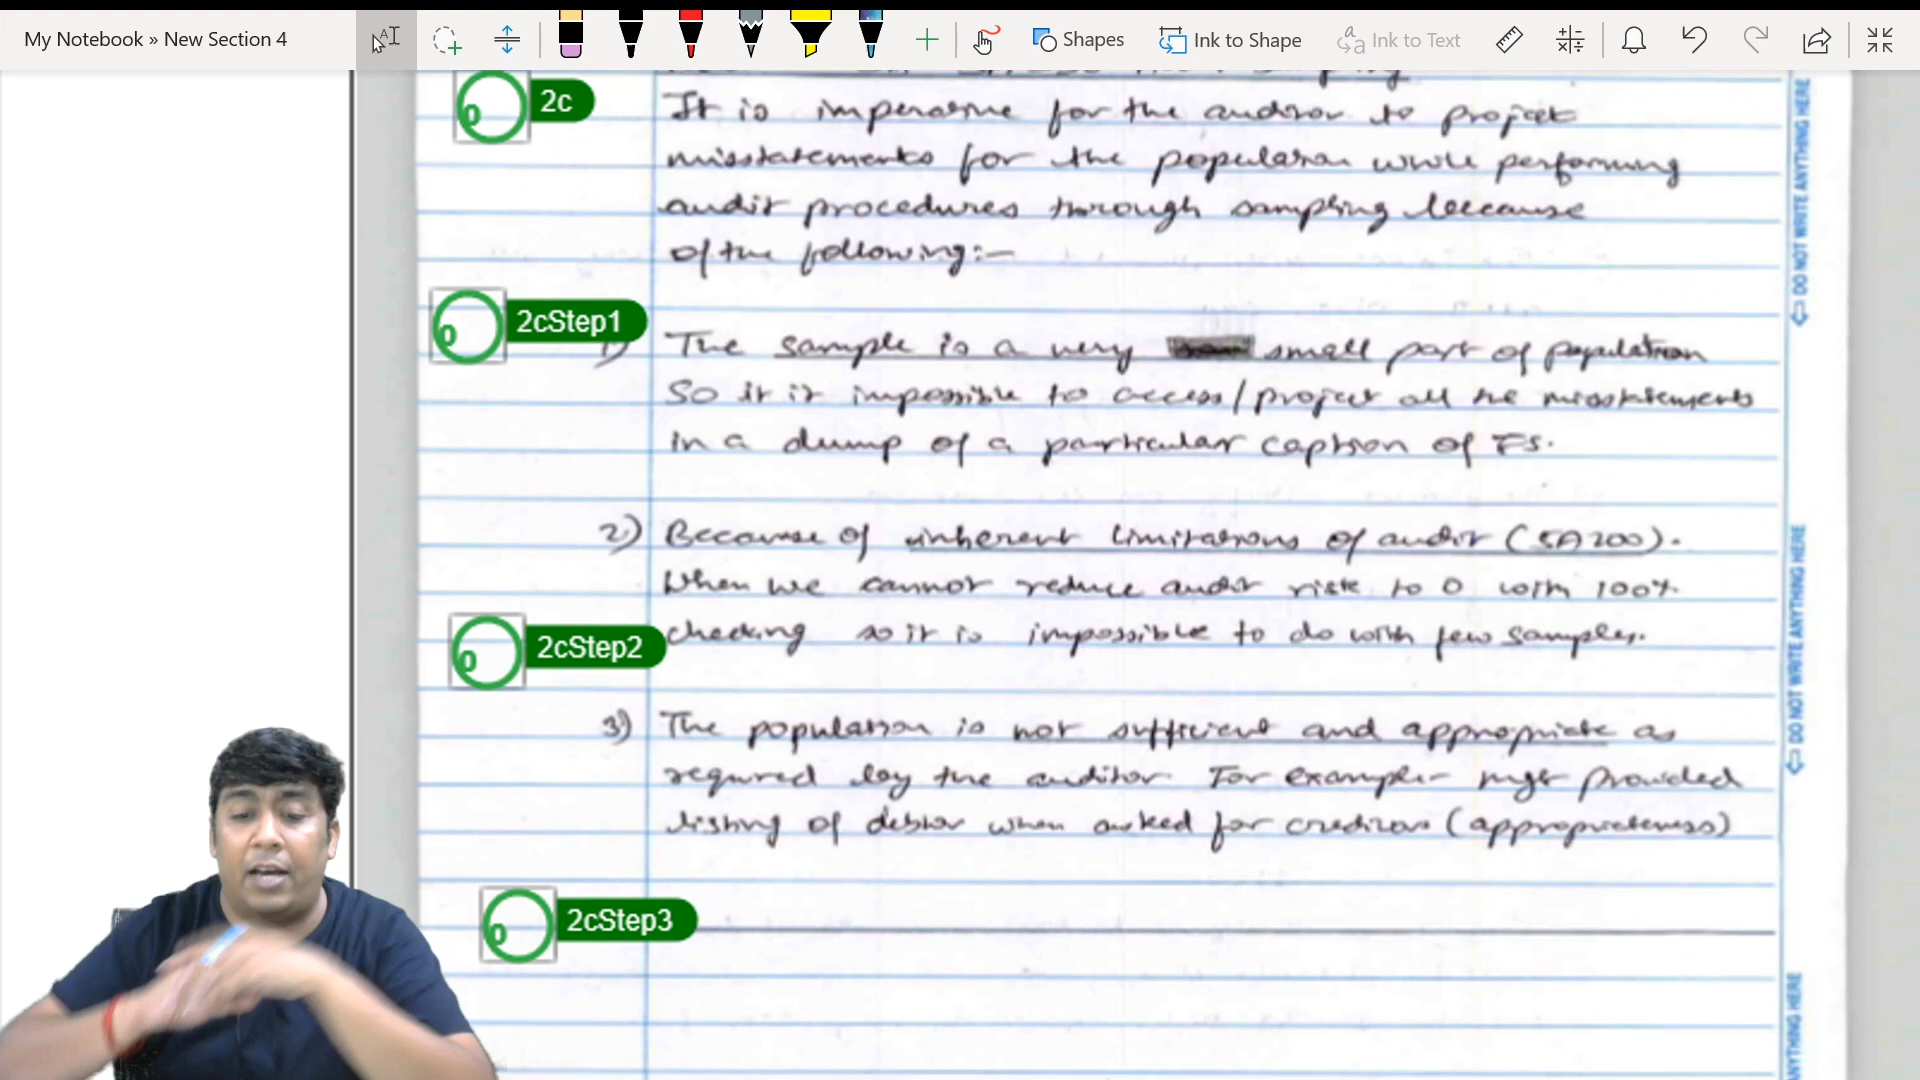 My Notebook » New Section 4
Shapes
Ink to Shape
Ink to Text
2c
It is imperative for the auditor to project
misstatements for the population while performing
audit procedures through sampling because
of the following:-
2cStep1
1) The sample is a very small part of population
So it is impossible to access/project all the misstatements
in a dump of a particular caption of FS.
2) Because of inherent limitations of audit (SA200).
When we cannot reduce audit risk to 0 with 100%
2cStep2
checking so it is impossible to do with few samples.
3) The population is not sufficient and appropriate as
required by the auditor. For example- mgr provided
listing of debtor when asked for creditors (appropriateness)
2cStep3
DO NOT WRITE ANYTHING HERE
DO NOT WRITE ANYTHING HERE
ANYTHING HERE